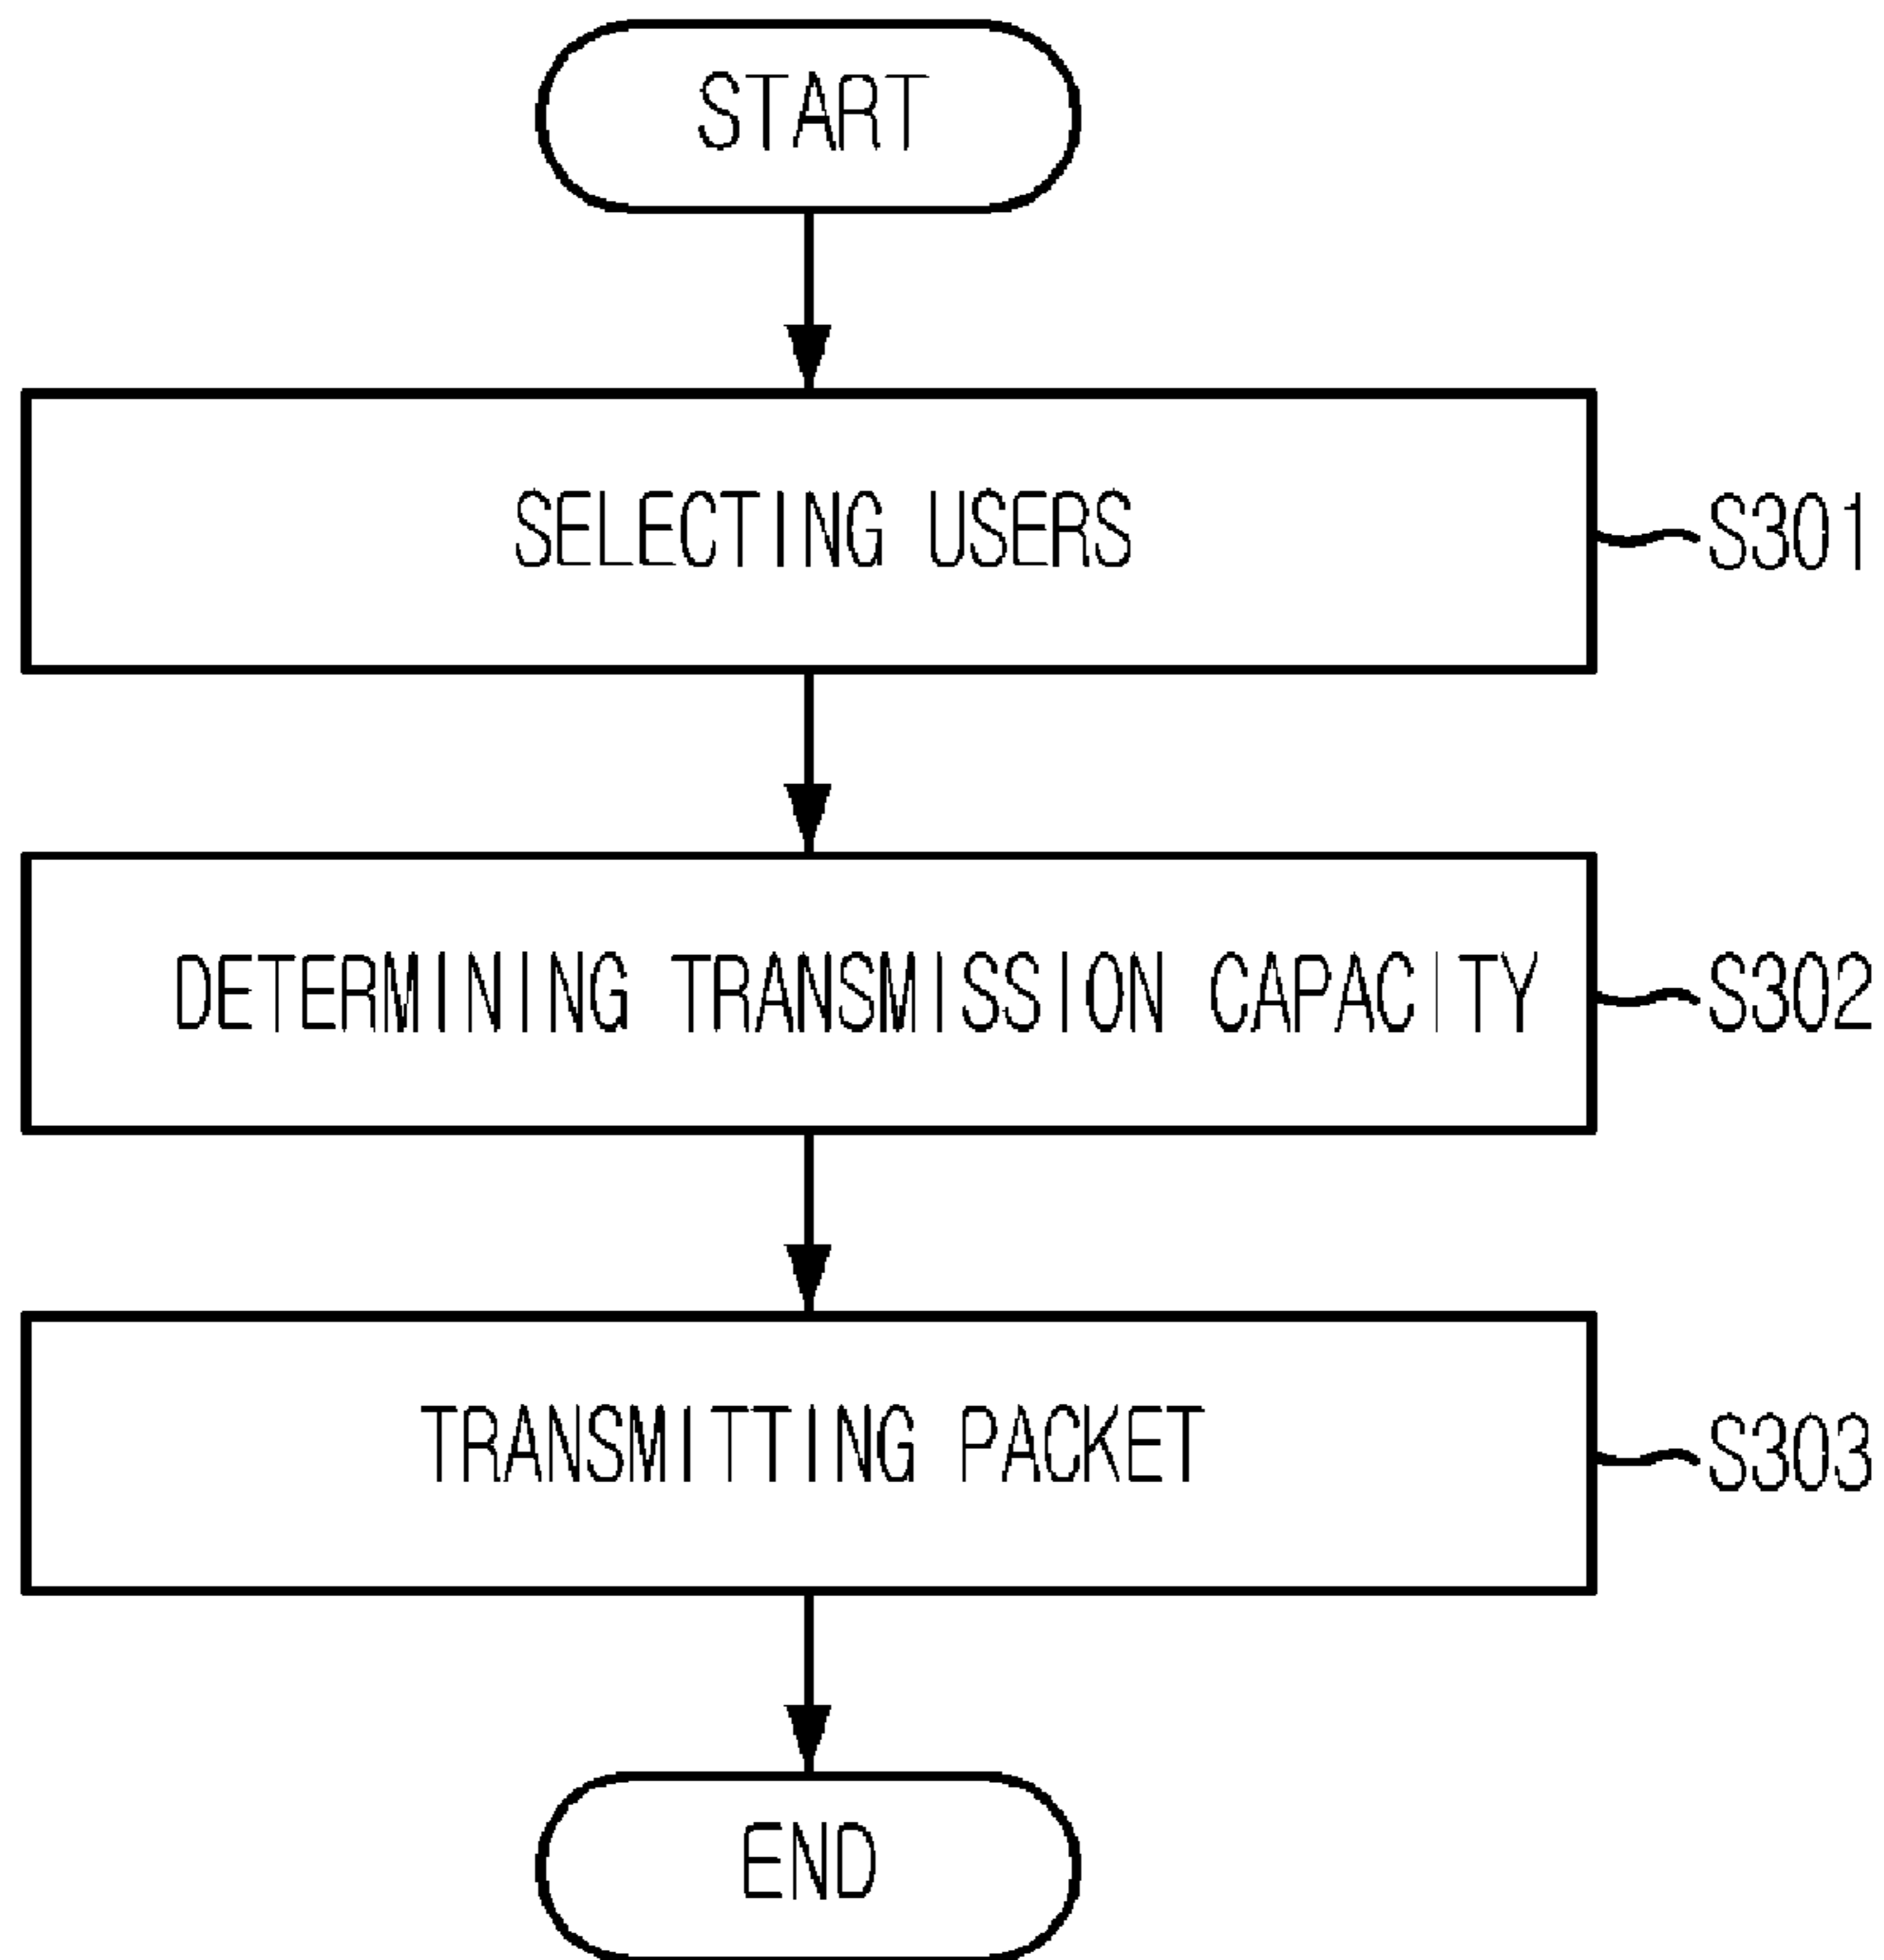 START
SELECTING USERS
S301
DETERMINING TRANSMISSION CAPACITY
S302
TRANSMITTING PACKET
S303
END